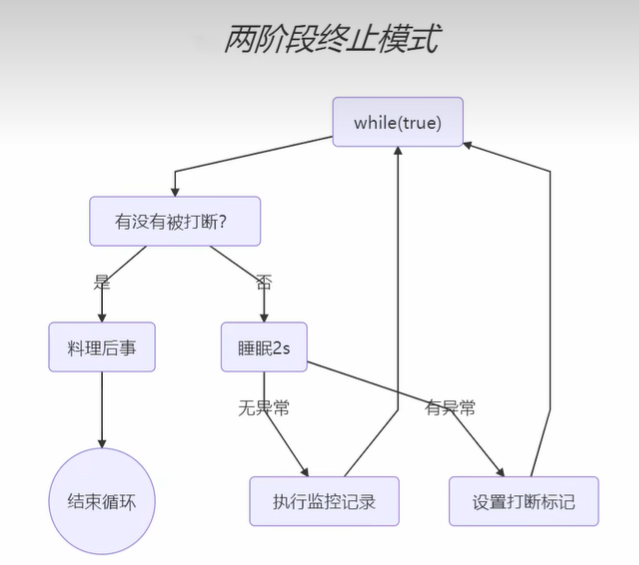 两阶段终止模式
while(true)
有没有被打断?
是
否
料理后事
睡眠2s
无异常
有异常
结束循环
执行监控记录
设置打断标记